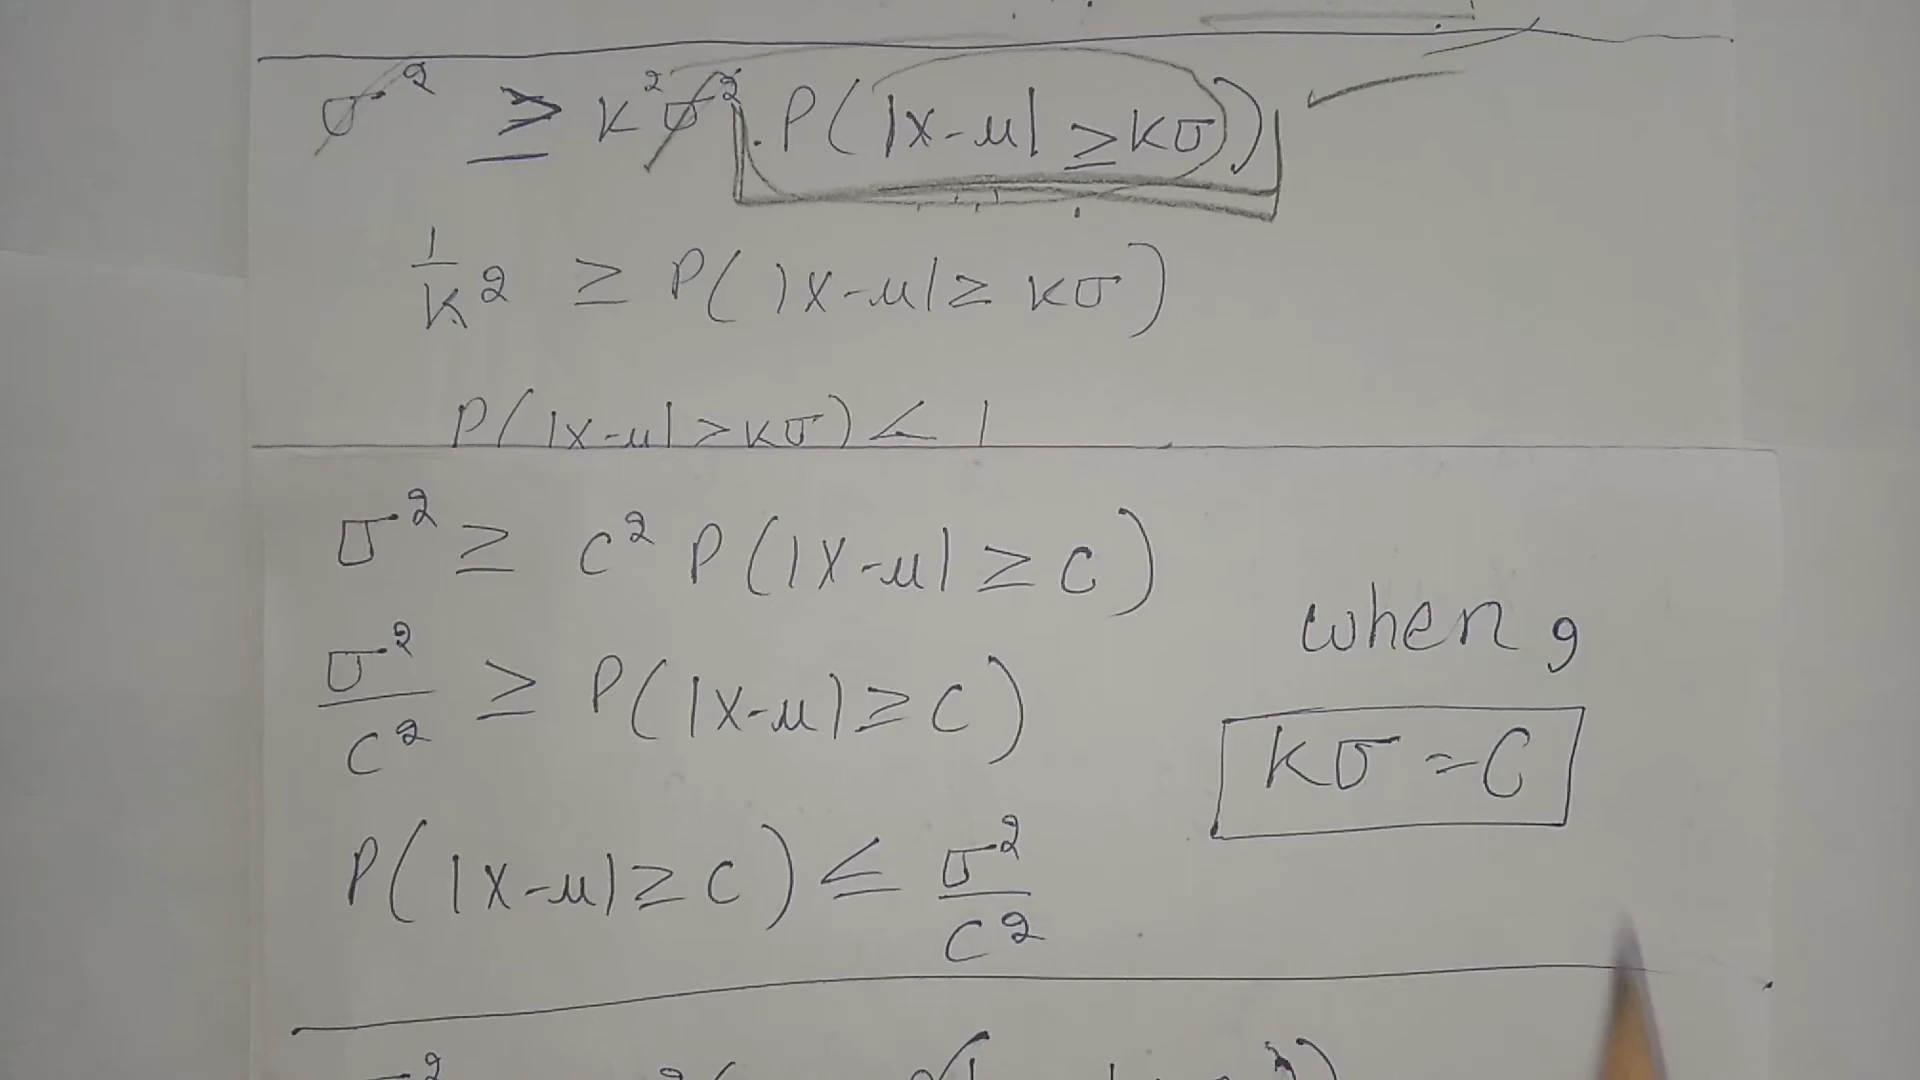 σ² ≥ k²σ² . P(|X-μ| ≥ kσ)
1/k² ≥ P(|X-μ| ≥ kσ)
P(|X-μ| ≥ kσ) ≤ 1
σ² ≥ c² P(|X-μ| ≥ c)
when,
σ²/c² ≥ P(|X-μ| ≥ c)
kσ = c
P(|X-μ| ≥ c) ≤ σ²/c²